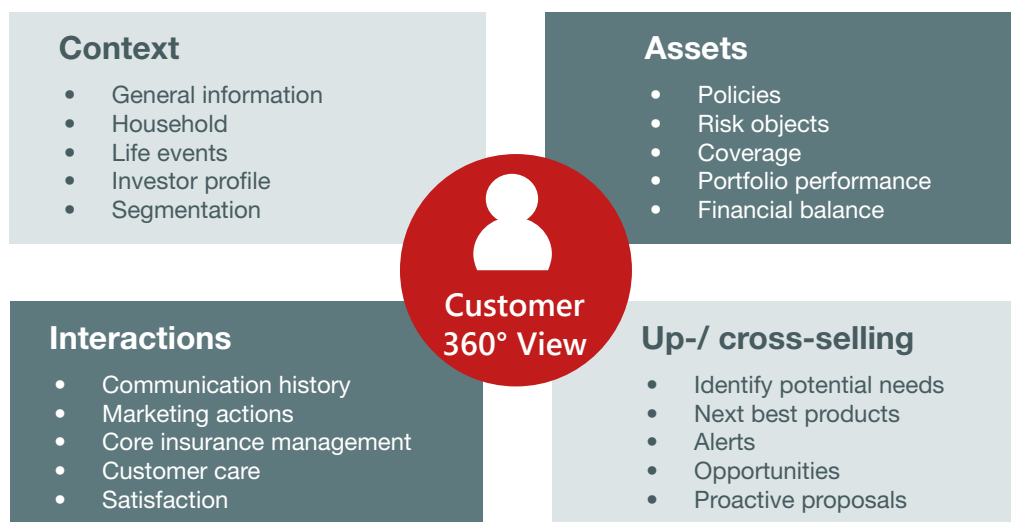 Context
• General information
• Household
• Life events
• Investor profile
• Segmentation
Assets
• Policies
• Risk objects
• Coverage
• Portfolio performance
• Financial balance
Customer
360° View
Interactions
• Communication history
• Marketing actions
• Core insurance management
• Customer care
• Satisfaction
Up-/ cross-selling
• Identify potential needs
• Next best products
• Alerts
• Opportunities
• Proactive proposals